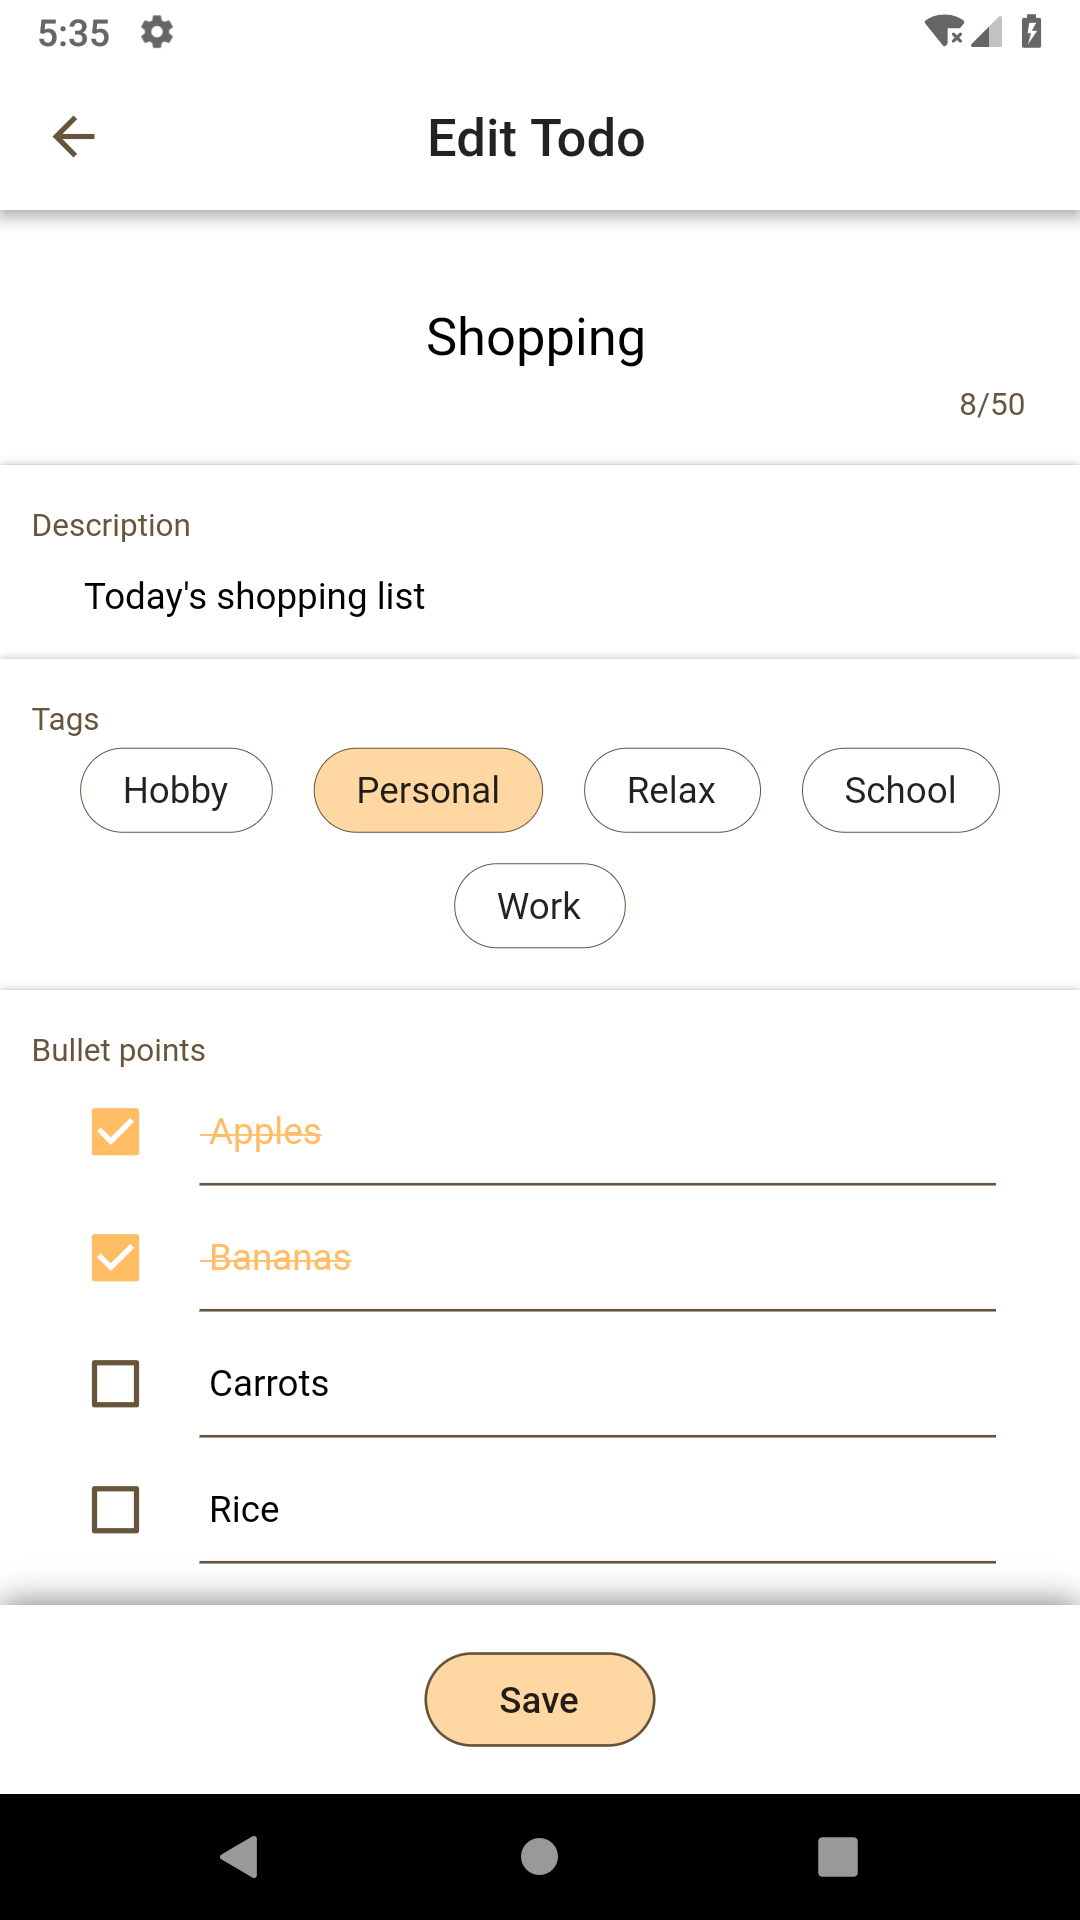 5:35
Edit Todo
Shopping
8/50
Description
Today's shopping list
Tags
Hobby Personal Relax School
Work
Bullet points
Apples
Bananas
Carrots
Rice
Save